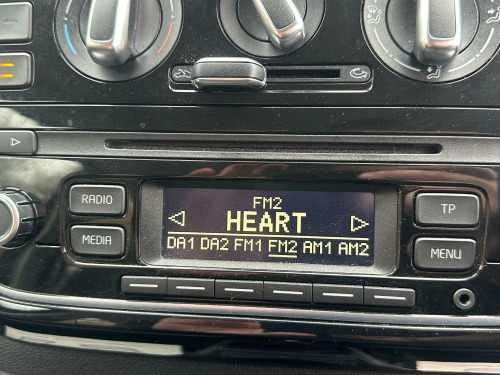 FM2
HEART
DA1 DA2 FM1 FM2 AM1 AM2
RADIO
MEDIA
TP
MENU